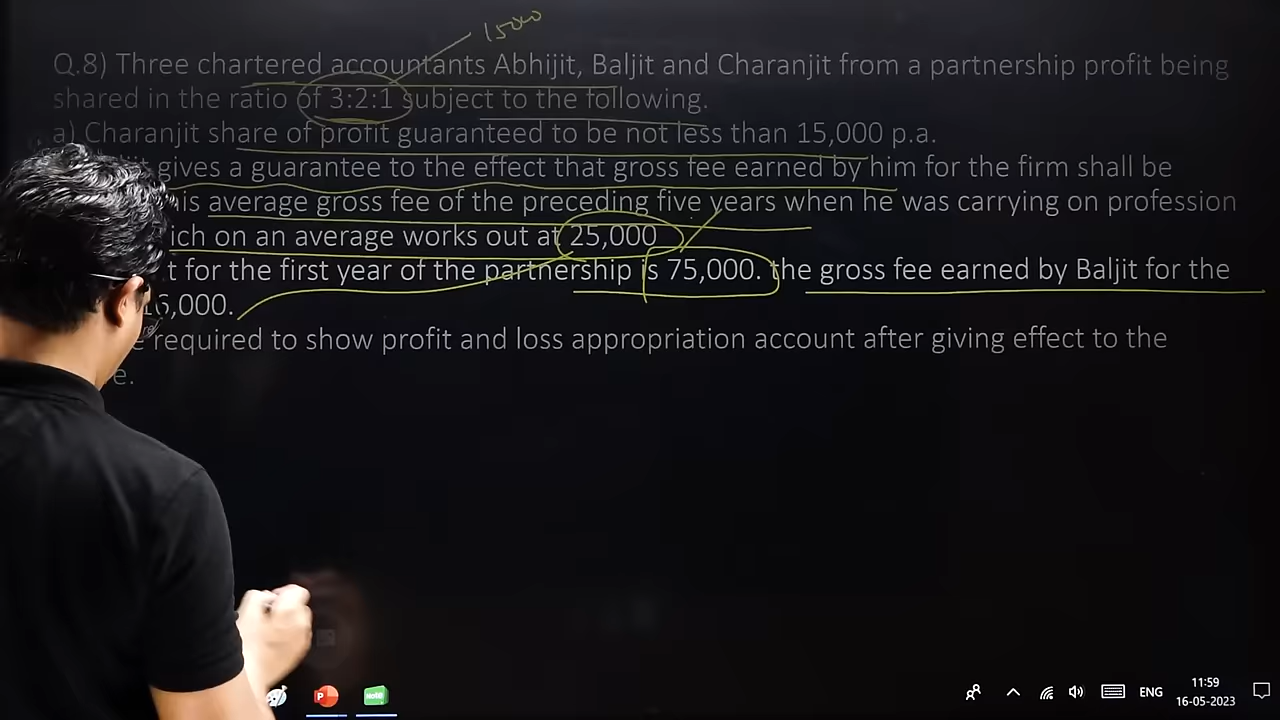 15000
Q.8) Three chartered accountants Abhijit, Baljit and Charanjit from a partnership profit being
shared in the ratio of 3:2:1 subject to the following.
a) Charanjit share of profit guaranteed to be not less than 15,000 p.a.
gives a guarantee to the effect that gross fee earned by him for the firm shall be
his average gross fee of the preceding five years when he was carrying on profession
on an average works out at 25,000
for the first year of the partnership is 75,000. the gross fee earned by Baljit for the
16,000.
required to show profit and loss appropriation account after giving effect to the
ENG
11:59
16-05-2023